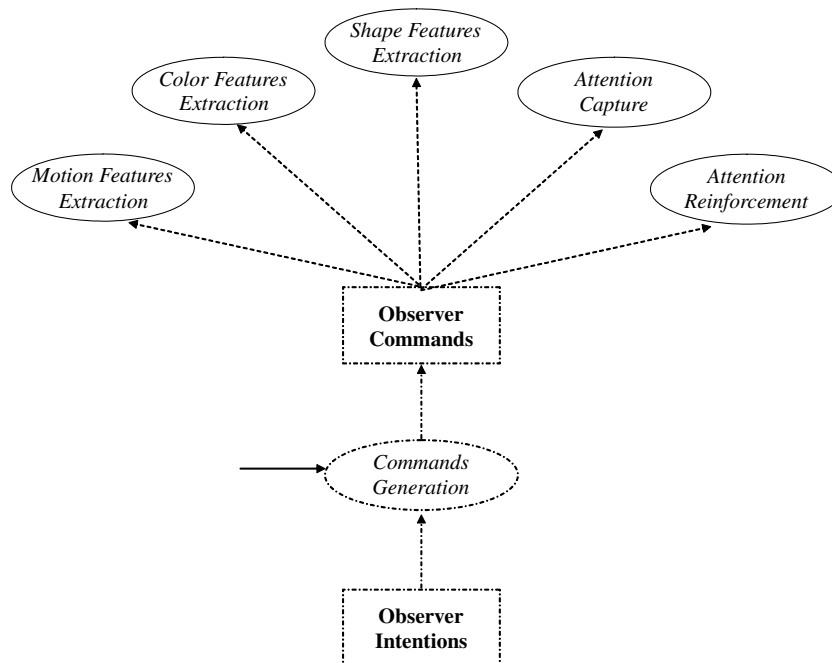 Shape Features
Extraction
Color Features
Extraction
Attention
Capture
Motion Features
Extraction
Attention
Reinforcement
Observer
Commands
Commands
Generation
Observer
Intentions